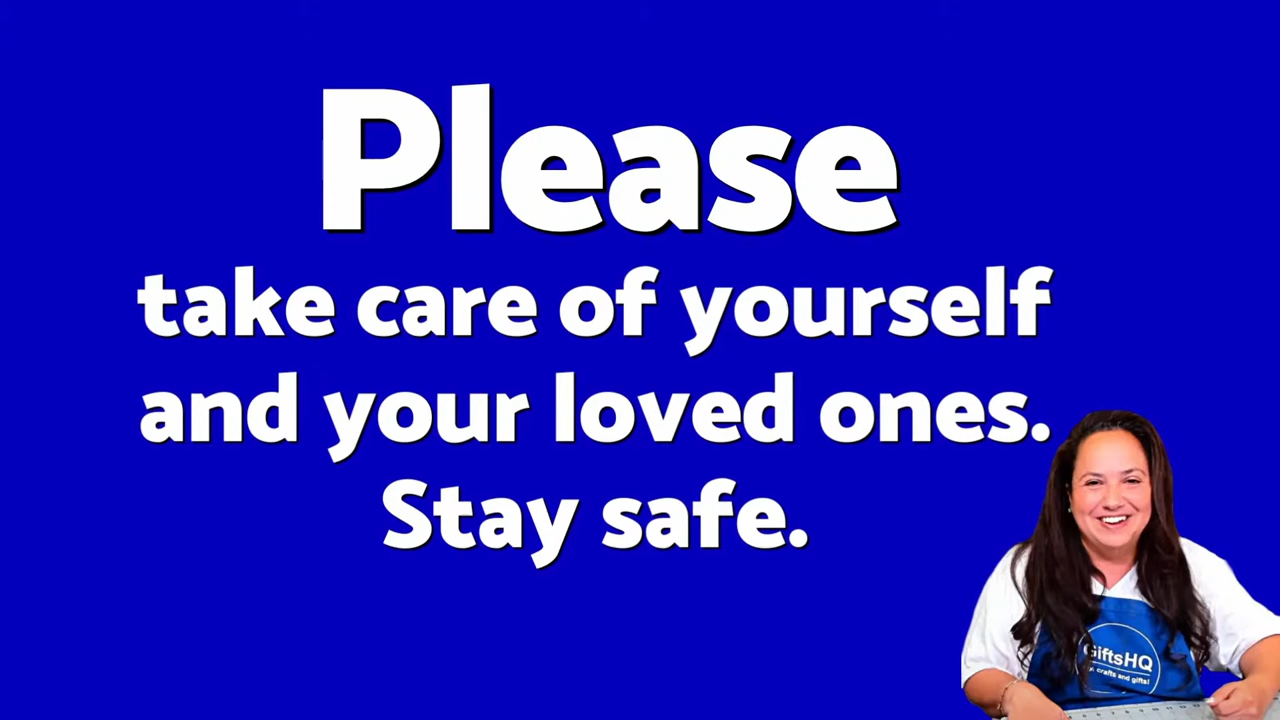 Please
take care of yourself
and your loved ones.
Stay safe.
GiftsHQ
crafts and gifts!